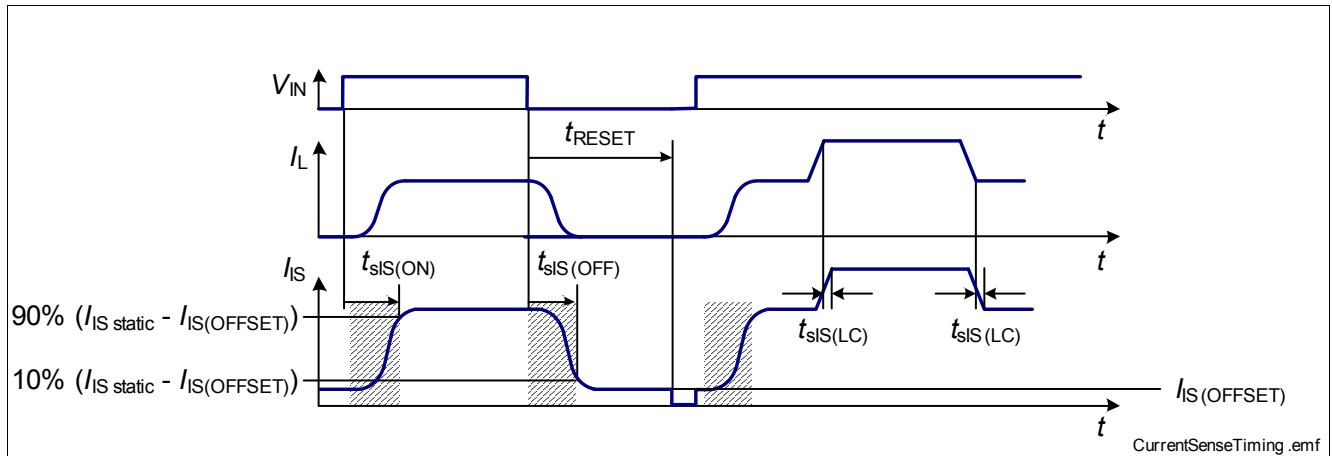 VIN
t
tRESET
IL
t
tsIS(ON)
tsIS(OFF)
IIS
90% (IIS static - IIS(OFFSET))
tsIS(LC)
tsIS(LC)
10% (IIS static - IIS(OFFSET))
IIS(OFFSET)
t
CurrentSenseTiming.emf